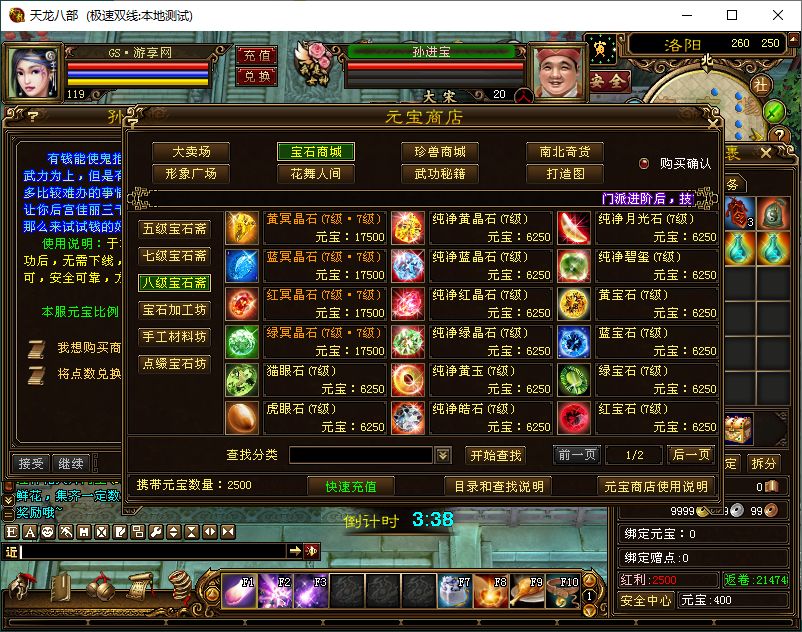 天龙八部 (极速双线:本地测试)
GS·游享网
充值
兑换
119
孙进宝
大宋
20
寅
安全
洛阳
260 250
北
社
元宝商店
大卖场
宝石商城
珍兽商城
南北奇货
形象广场
花舞人间
武功秘籍
打造图
购买确认
门派进阶后，技
五级宝石斋
七级宝石斋
八级宝石斋
宝石加工坊
手工材料坊
点缀宝石坊
黄冥晶石(7级·7级)
元宝：17500
纯净黄晶石(7级)
元宝：6250
纯净月光石(7级)
元宝：6250
蓝冥晶石(7级·7级)
元宝：17500
纯净蓝晶石(7级)
元宝：6250
纯净碧玺(7级)
元宝：6250
红冥晶石(7级·7级)
元宝：17500
纯净红晶石(7级)
元宝：6250
黄宝石(7级)
元宝：6250
绿冥晶石(7级·7级)
元宝：17500
纯净绿晶石(7级)
元宝：6250
蓝宝石(7级)
元宝：6250
猫眼石(7级)
元宝：6250
纯净黄玉(7级)
元宝：6250
绿宝石(7级)
元宝：6250
虎眼石(7级)
元宝：6250
纯净皓石(7级)
元宝：6250
红宝石(7级)
元宝：6250
查找分类
开始查找
前一页
1/2
后一页
携带元宝数量：2500
快速充值
目录和查找说明
元宝商店使用说明
孙
有钱能使鬼推
武力为上，但是有
多比较难办的事情
让你后宫佳丽三千
那么来试试钱的好
使用说明：于
功后，无需下线，
可，安全可靠，方
本服元宝比例
我想购买商
将点数兑换
接受
继续
鲜花，集齐一定数
奖励哦~
近
倒计时 3:38
F1
F2
F3
F7
F8
F9
F10
1
裹
务
3
定
拆分
0
9999
99
99
绑定元宝：0
绑定赠点:0
红利:2500
返卷:21474
安全中心
元宝:400